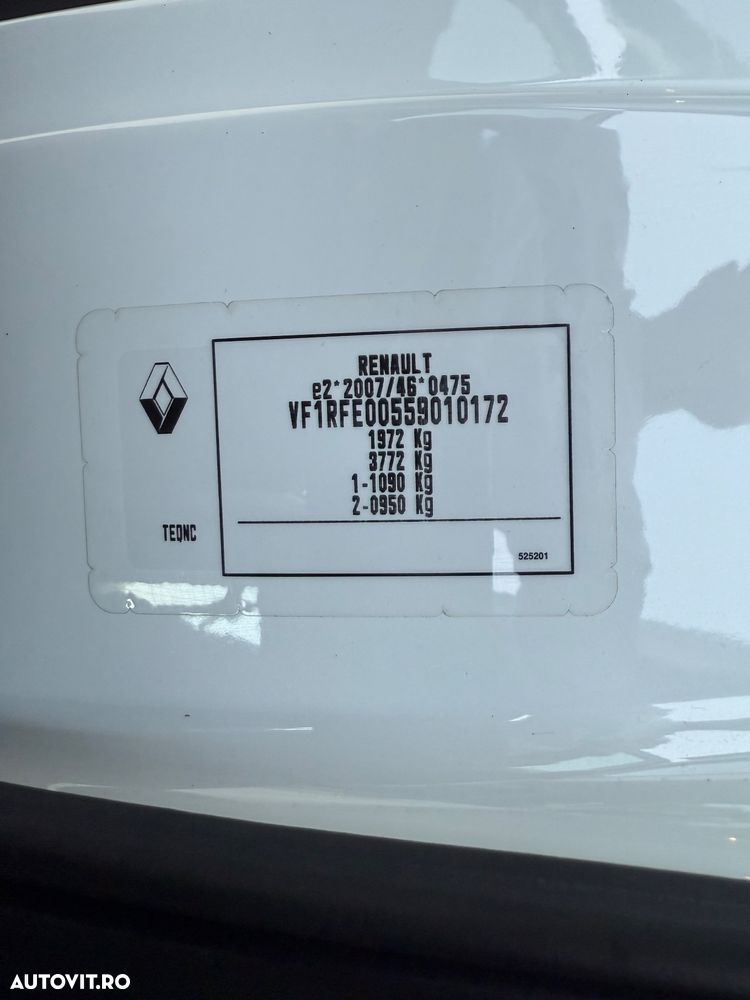 RENAULT
e2*2007/46*0475
VF1RFE00559010172
1972 Kg
3772 Kg
1-1090 Kg
2-0950 Kg
TEQNC
525201
AUTOVIT.RO